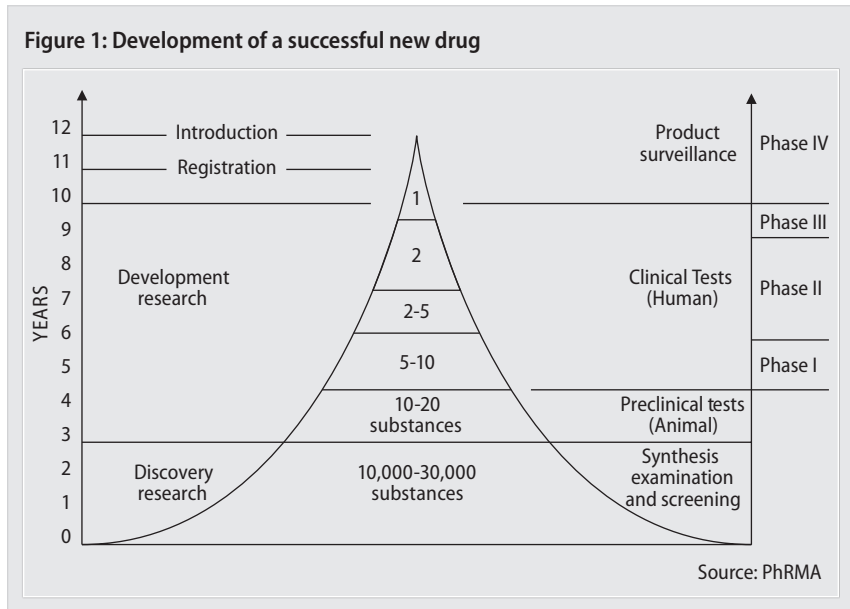 Figure 1: Development of a successful new drug
YEARS
12
11
10
9
8
7
6
5
4
3
2
1
0
Introduction
Registration
Development
research
Discovery
research
1
2
2-5
5-10
10-20
substances
10,000-30,000
substances
Product
surveillance
Clinical Tests
(Human)
Preclinical tests
(Animal)
Synthesis
examination
and screening
Phase IV
Phase III
Phase II
Phase I
Source: PhRMA